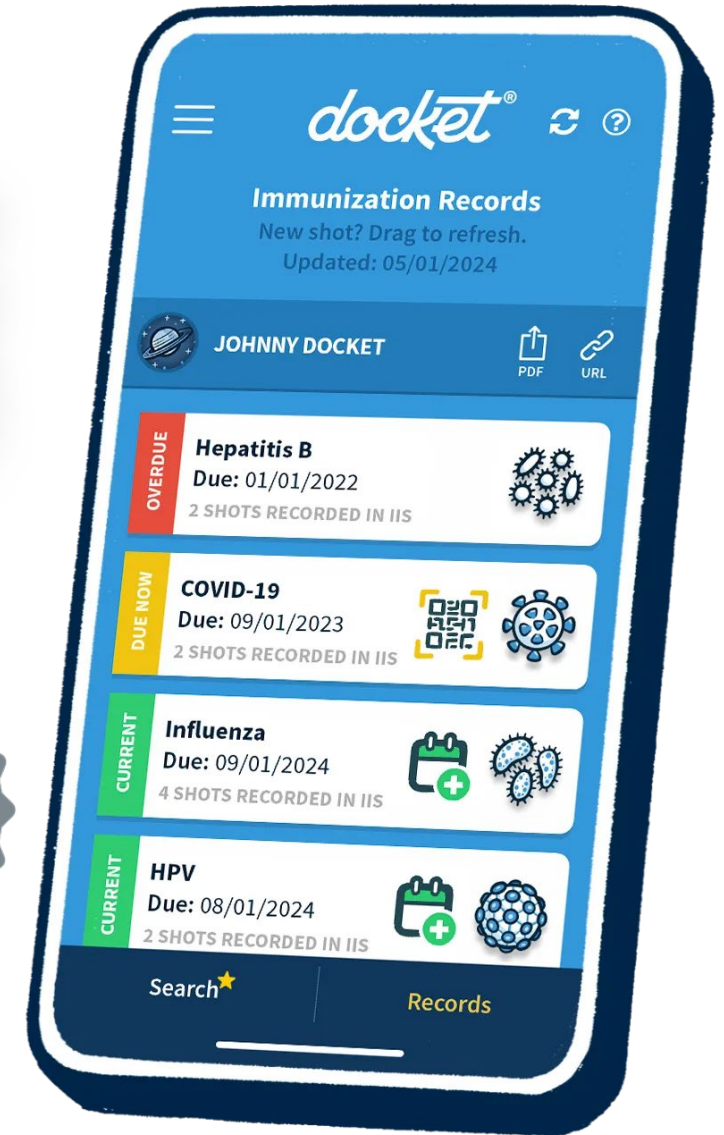 docket®
Immunization Records
New shot? Drag to refresh.
Updated: 05/01/2024
JOHNNY DOCKET
PDF
URL
OVERDUE
Hepatitis B
Due: 01/01/2022
2 SHOTS RECORDED IN IIS
DUE NOW
COVID-19
Due: 09/01/2023
2 SHOTS RECORDED IN IIS
CURRENT
Influenza
Due: 09/01/2024
4 SHOTS RECORDED IN IIS
CURRENT
HPV
Due: 08/01/2024
2 SHOTS RECORDED IN IIS
Search
Records